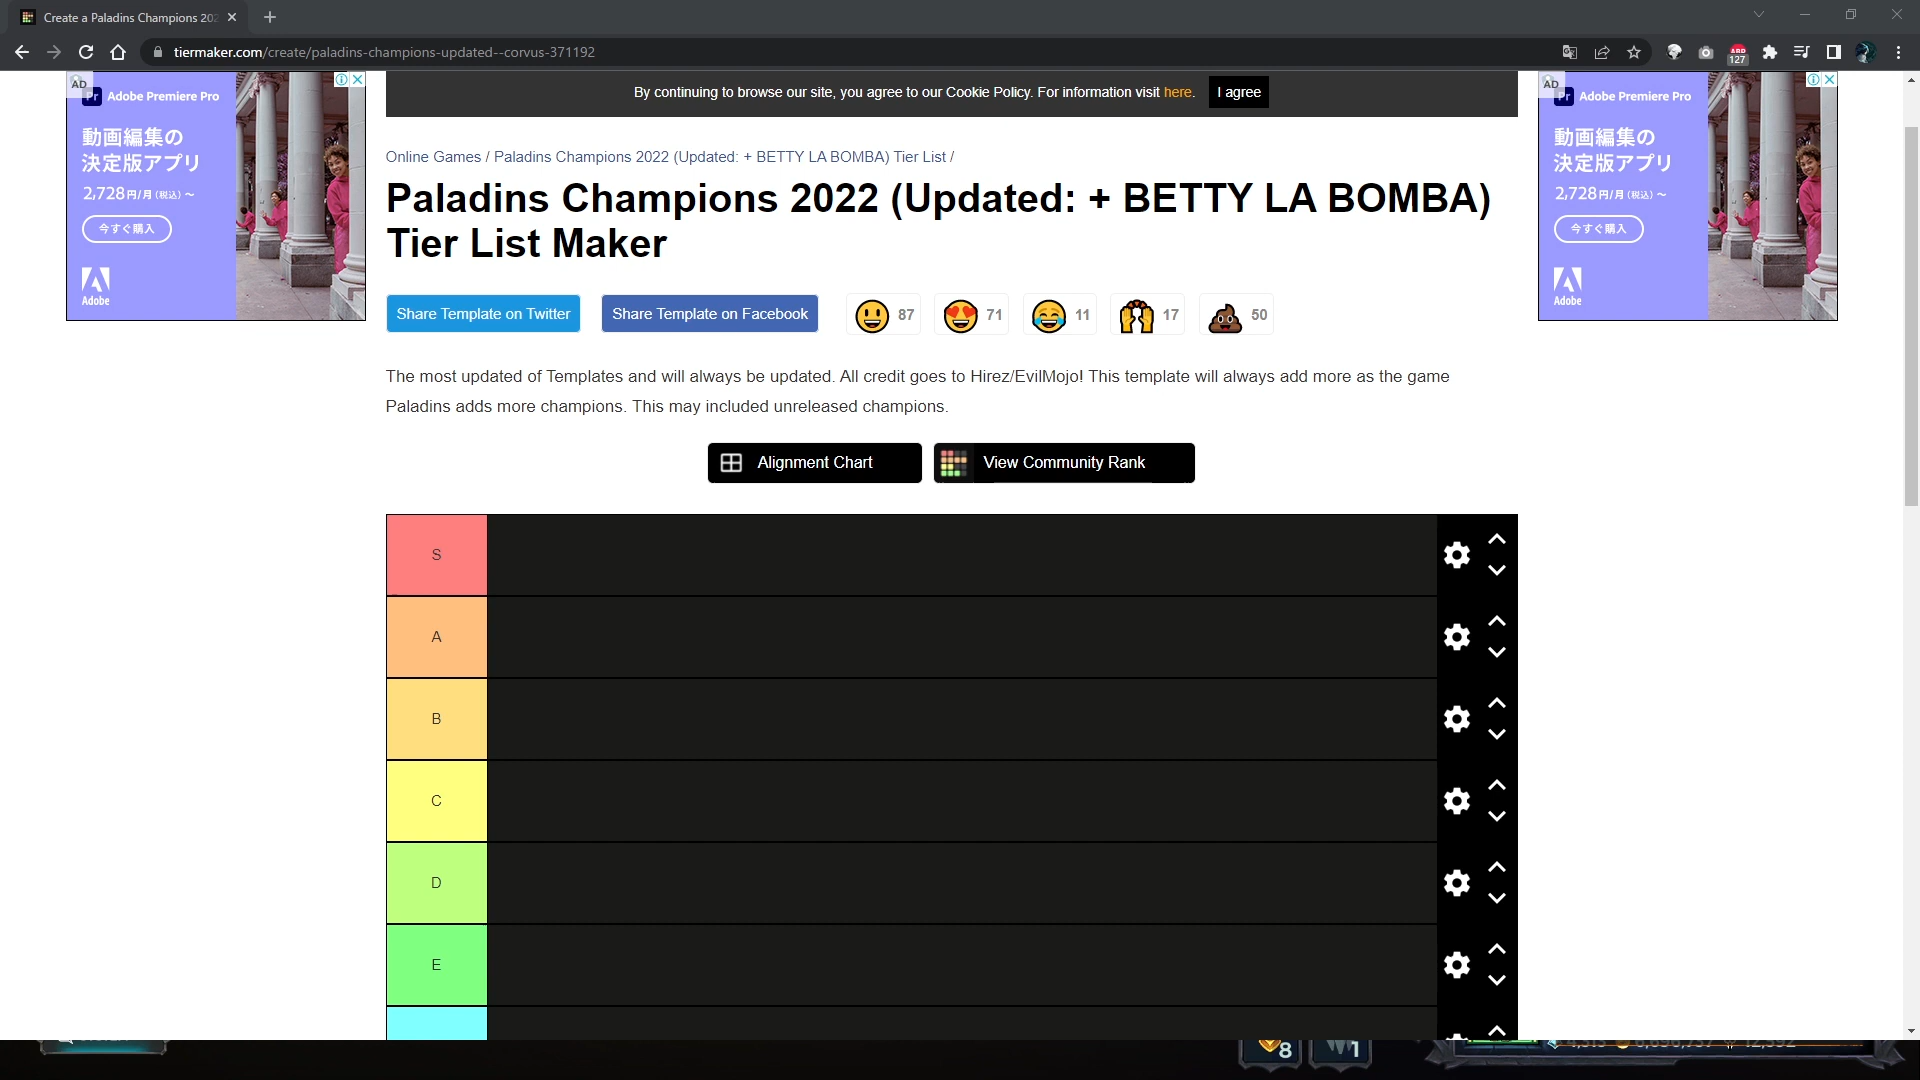 Create a Paladins Champions 202
tiermaker.com/create/paladins-champions-updated--corvus-371192
ABP
127
AD
Pr Adobe Premiere Pro
動画編集の
決定版アプリ
2,728円/月(税込)～
今すぐ購入
Adobe
By continuing to browse our site, you agree to our Cookie Policy. For information visit here. I agree
Online Games / Paladins Champions 2022 (Updated: + BETTY LA BOMBA) Tier List /
Paladins Champions 2022 (Updated: + BETTY LA BOMBA)
Tier List Maker
Share Template on Twitter
Share Template on Facebook
87
71
11
17
50
The most updated of Templates and will always be updated. All credit goes to Hirez/EvilMojo! This template will always add more as the game
Paladins adds more champions. This may included unreleased champions.
Alignment Chart
View Community Rank
S
A
B
C
D
E
AD
Pr Adobe Premiere Pro
動画編集の
決定版アプリ
2,728円/月(税込)～
今すぐ購入
Adobe
8
1